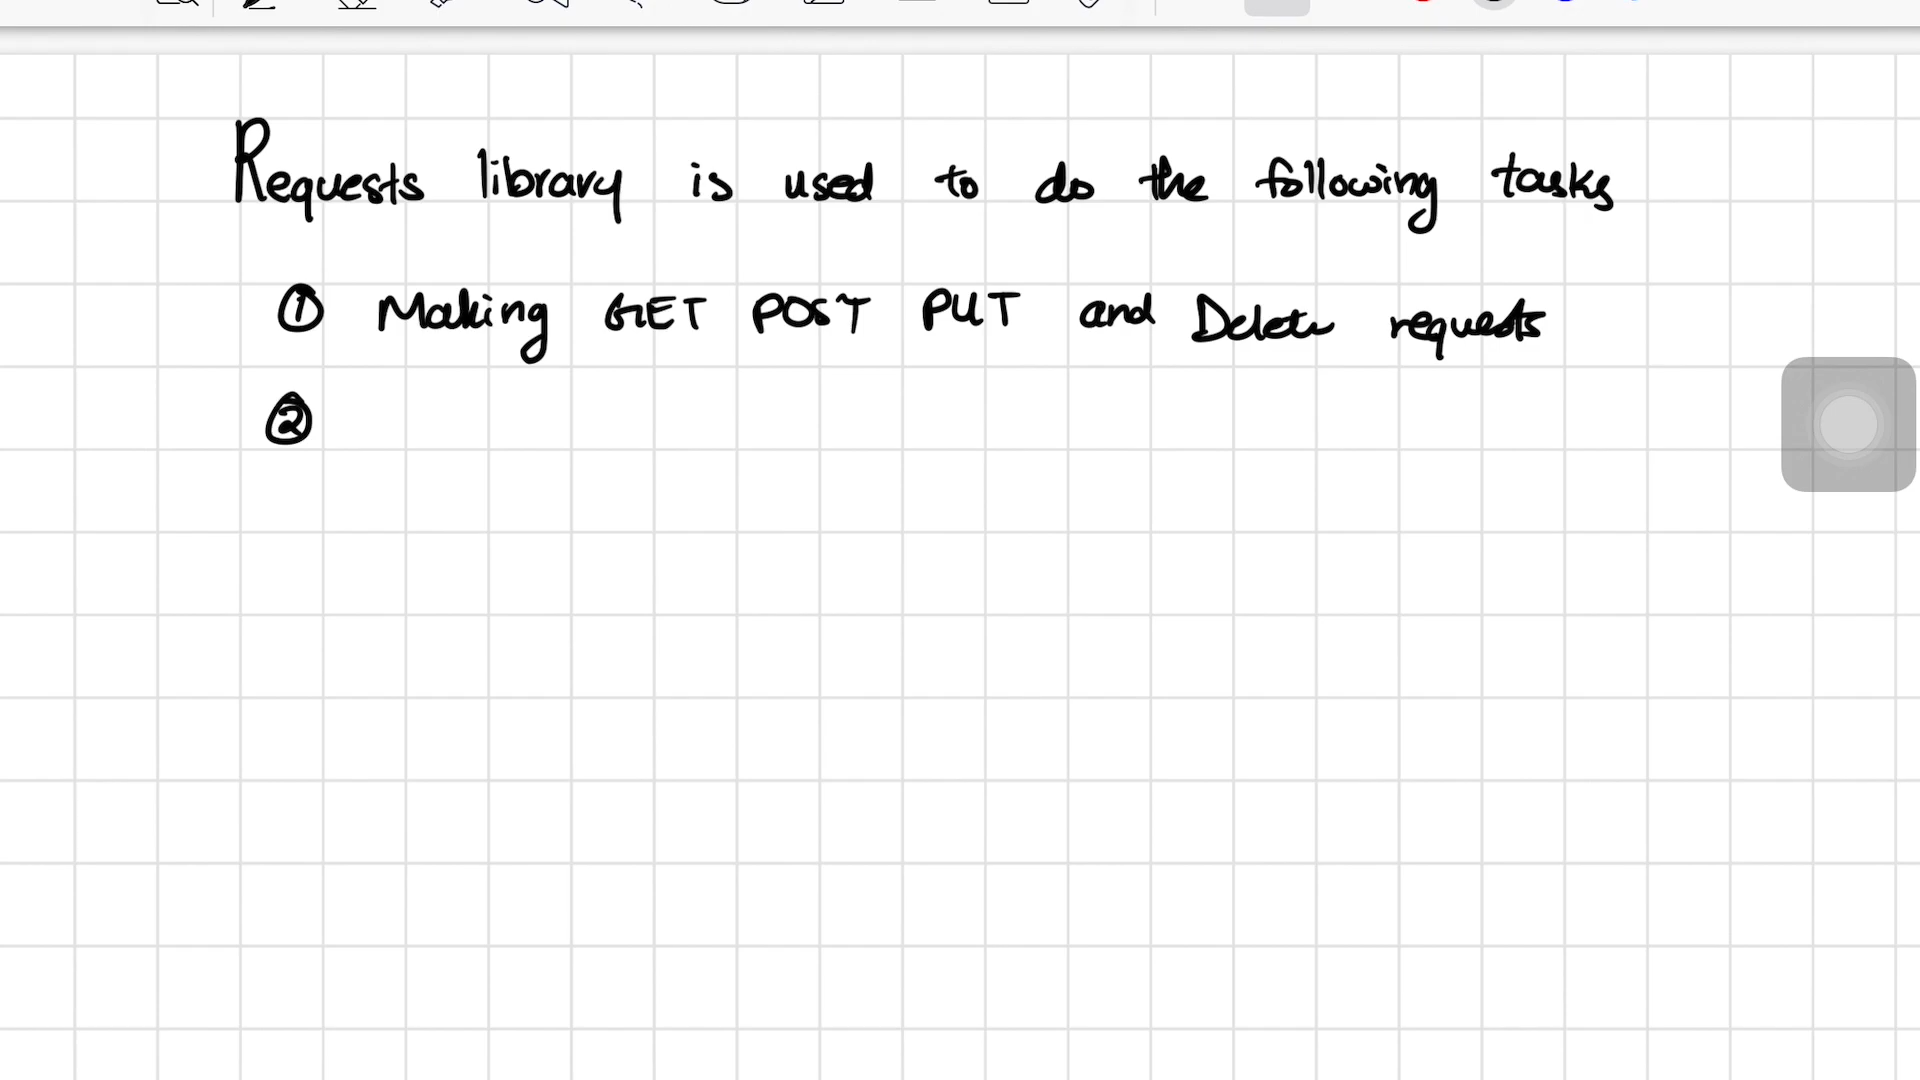 Requests library is used to do the following tasks
① Making GET POST PUT and Delete requests
②